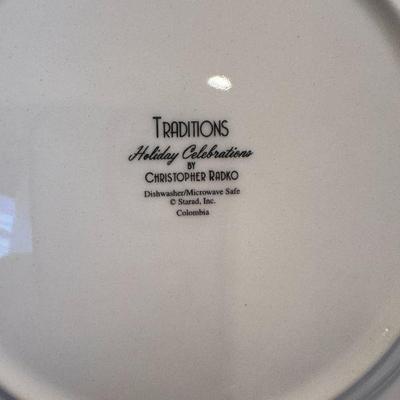 TRADITIONS
Holiday Celebrations
BY
CHRISTOPHER RADKO
Dishwasher/Microwave Safe
© Starad, Inc.
Colombia